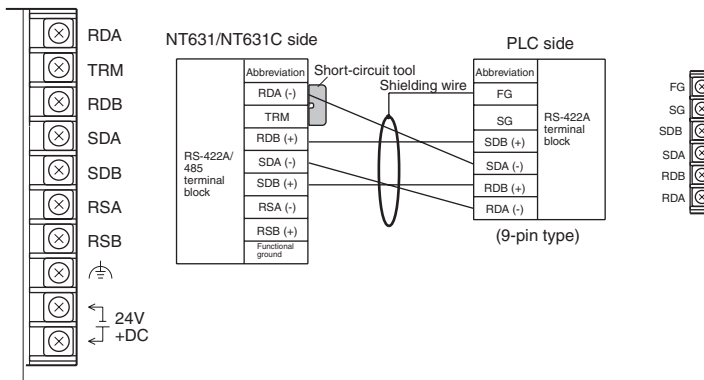 RDA
TRM
RDB
SDA
SDB
RSA
RSB
24V
+DC
NT631/NT631C side
Abbreviation
RDA (-)
TRM
RDB (+)
SDA (-)
SDB (+)
RSA (-)
RSB (+)
Functional
ground
RS-422A/
485
terminal
block
Short-circuit tool
Shielding wire
PLC side
Abbreviation
FG
SG
SDB (+)
SDA (-)
RDB (+)
RDA (-)
RS-422A
terminal
block
(9-pin type)
FG
SG
SDB
SDA
RDB
RDA